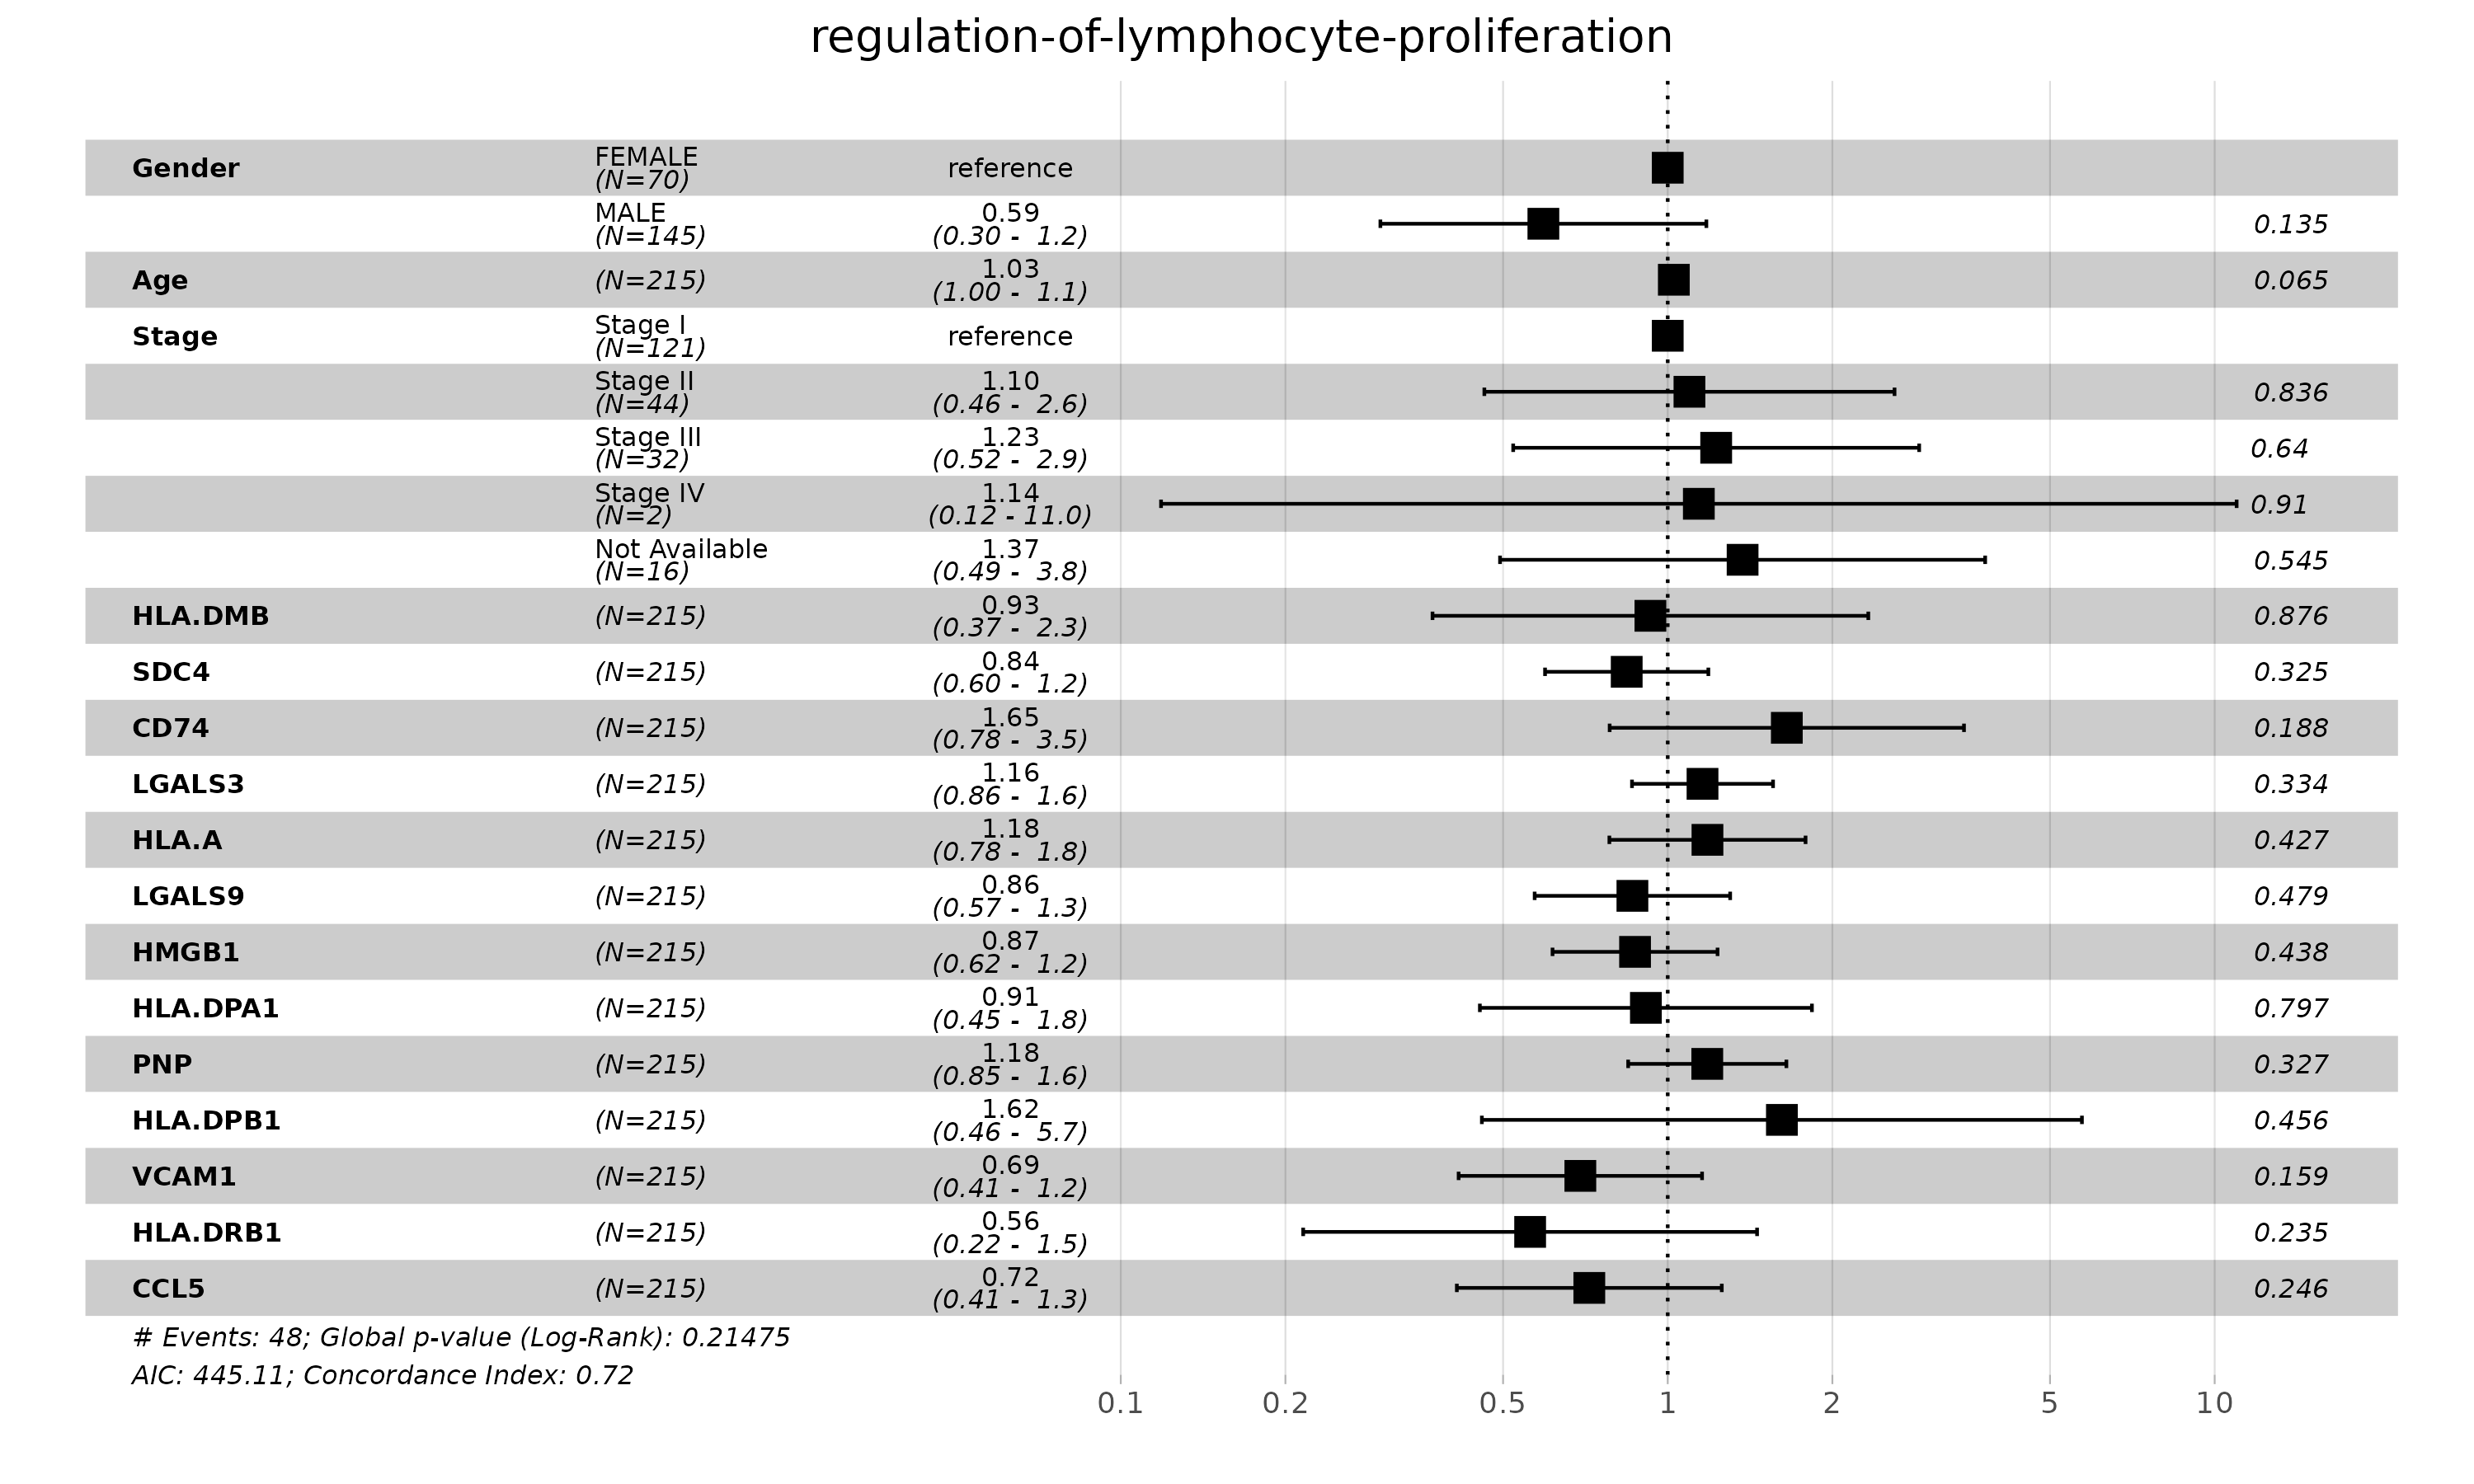 regulation-of-lymphocyte-proliferation
Gender FEMALE (N=70) reference
MALE (N=145) 0.59 (0.30 - 1.2) 0.135
Age (N=215) 1.03 (1.00 - 1.1) 0.065
Stage Stage I (N=121) reference
Stage II (N=44) 1.10 (0.46 - 2.6) 0.836
Stage III (N=32) 1.23 (0.52 - 2.9) 0.64
Stage IV (N=2) 1.14 (0.12 - 11.0) 0.91
Not Available (N=16) 1.37 (0.49 - 3.8) 0.545
HLA.DMB (N=215) 0.93 (0.37 - 2.3) 0.876
SDC4 (N=215) 0.84 (0.60 - 1.2) 0.325
CD74 (N=215) 1.65 (0.78 - 3.5) 0.188
LGALS3 (N=215) 1.16 (0.86 - 1.6) 0.334
HLA.A (N=215) 1.18 (0.78 - 1.8) 0.427
LGALS9 (N=215) 0.86 (0.57 - 1.3) 0.479
HMGB1 (N=215) 0.87 (0.62 - 1.2) 0.438
HLA.DPA1 (N=215) 0.91 (0.45 - 1.8) 0.797
PNP (N=215) 1.18 (0.85 - 1.6) 0.327
HLA.DPB1 (N=215) 1.62 (0.46 - 5.7) 0.456
VCAM1 (N=215) 0.69 (0.41 - 1.2) 0.159
HLA.DRB1 (N=215) 0.56 (0.22 - 1.5) 0.235
CCL5 (N=215) 0.72 (0.41 - 1.3) 0.246
# Events: 48; Global p-value (Log-Rank): 0.21475
AIC: 445.11; Concordance Index: 0.72
0.1 0.2 0.5 1 2 5 10